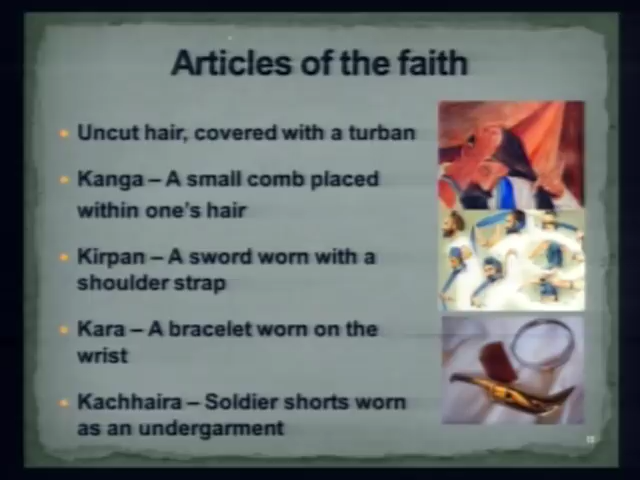 Articles of the faith
Uncut hair, covered with a turban
Kanga – A small comb placed
within one's hair
Kirpan – A sword worn with a
shoulder strap
Kara – A bracelet worn on the
wrist
Kachhaira – Soldier shorts worn
as an undergarment